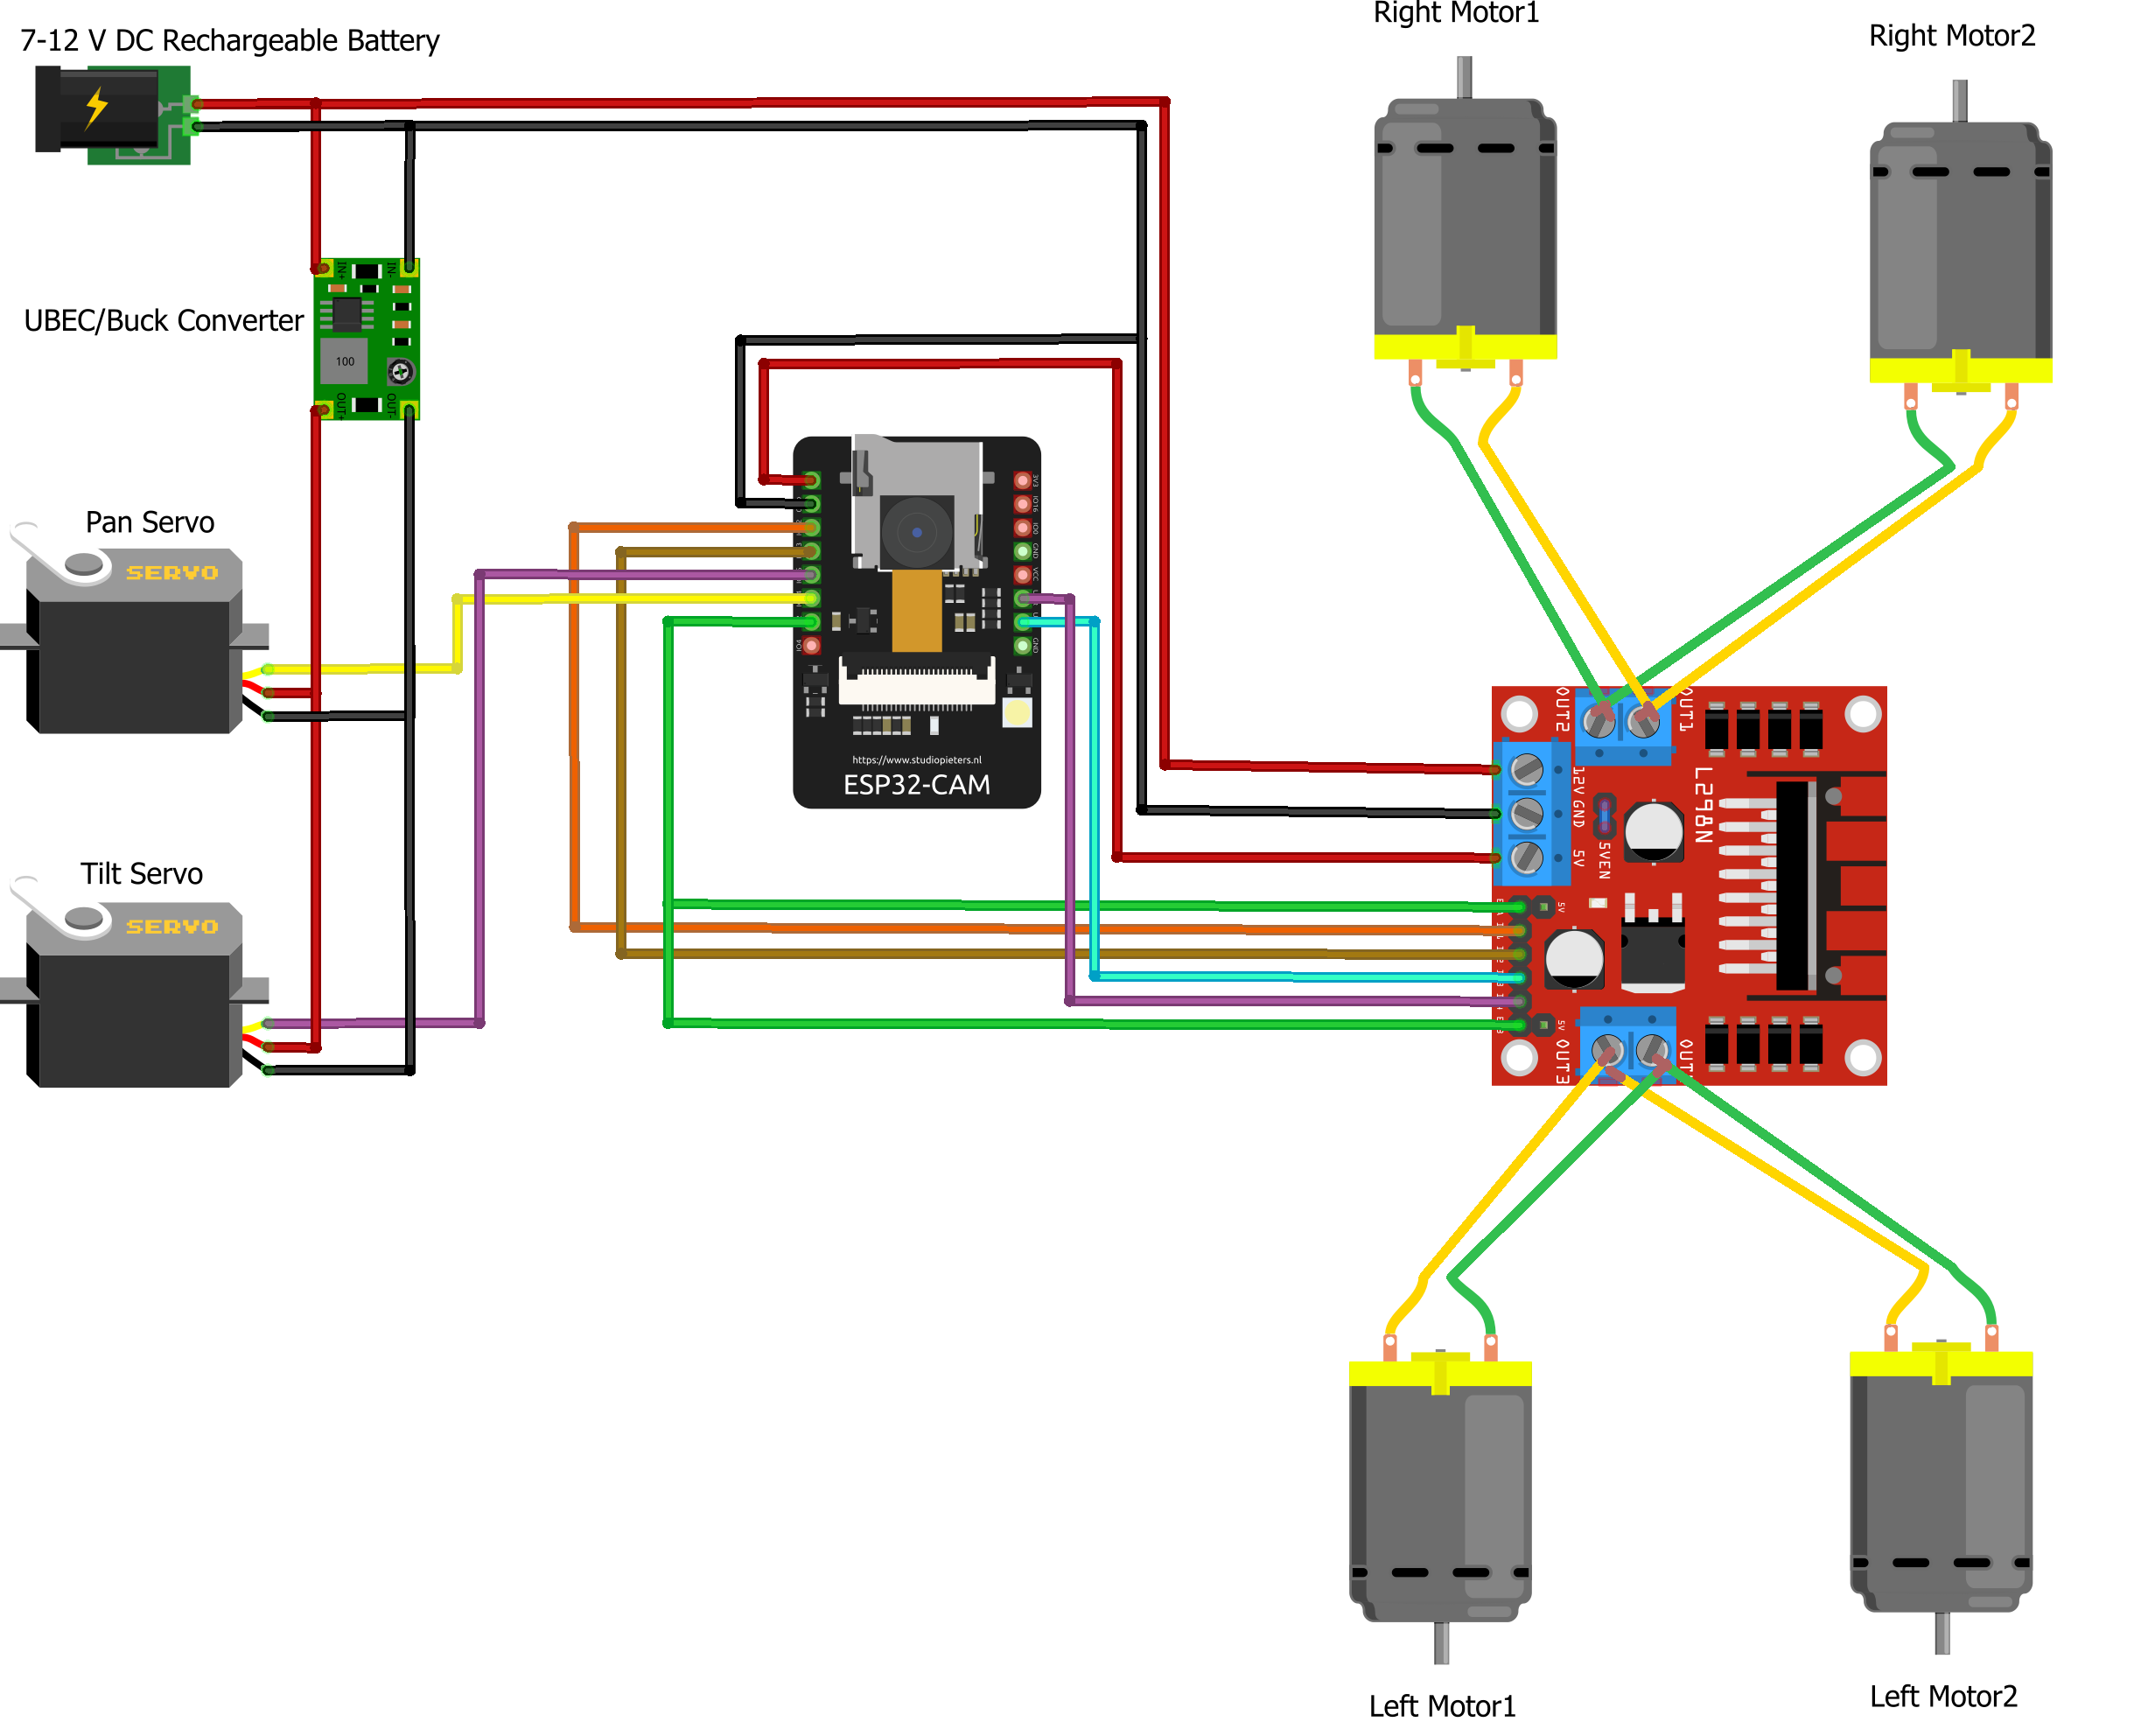 Right Motor1
Right Motor2
7-12 V DC Rechargeable Battery
IN+
IN-
UBEC/Buck Converter
100
OUT+
OUT-
Pan Servo
SERVO
3V3
IO16
IO0
GND
VCC
GND
https://www.studiopieters.nl
ESP32-CAM
OUT2
OUT1
12V GND
5V
5VEN
L298N
Tilt Servo
SERVO
5V
5V
OUT3
Left Motor1
Left Motor2